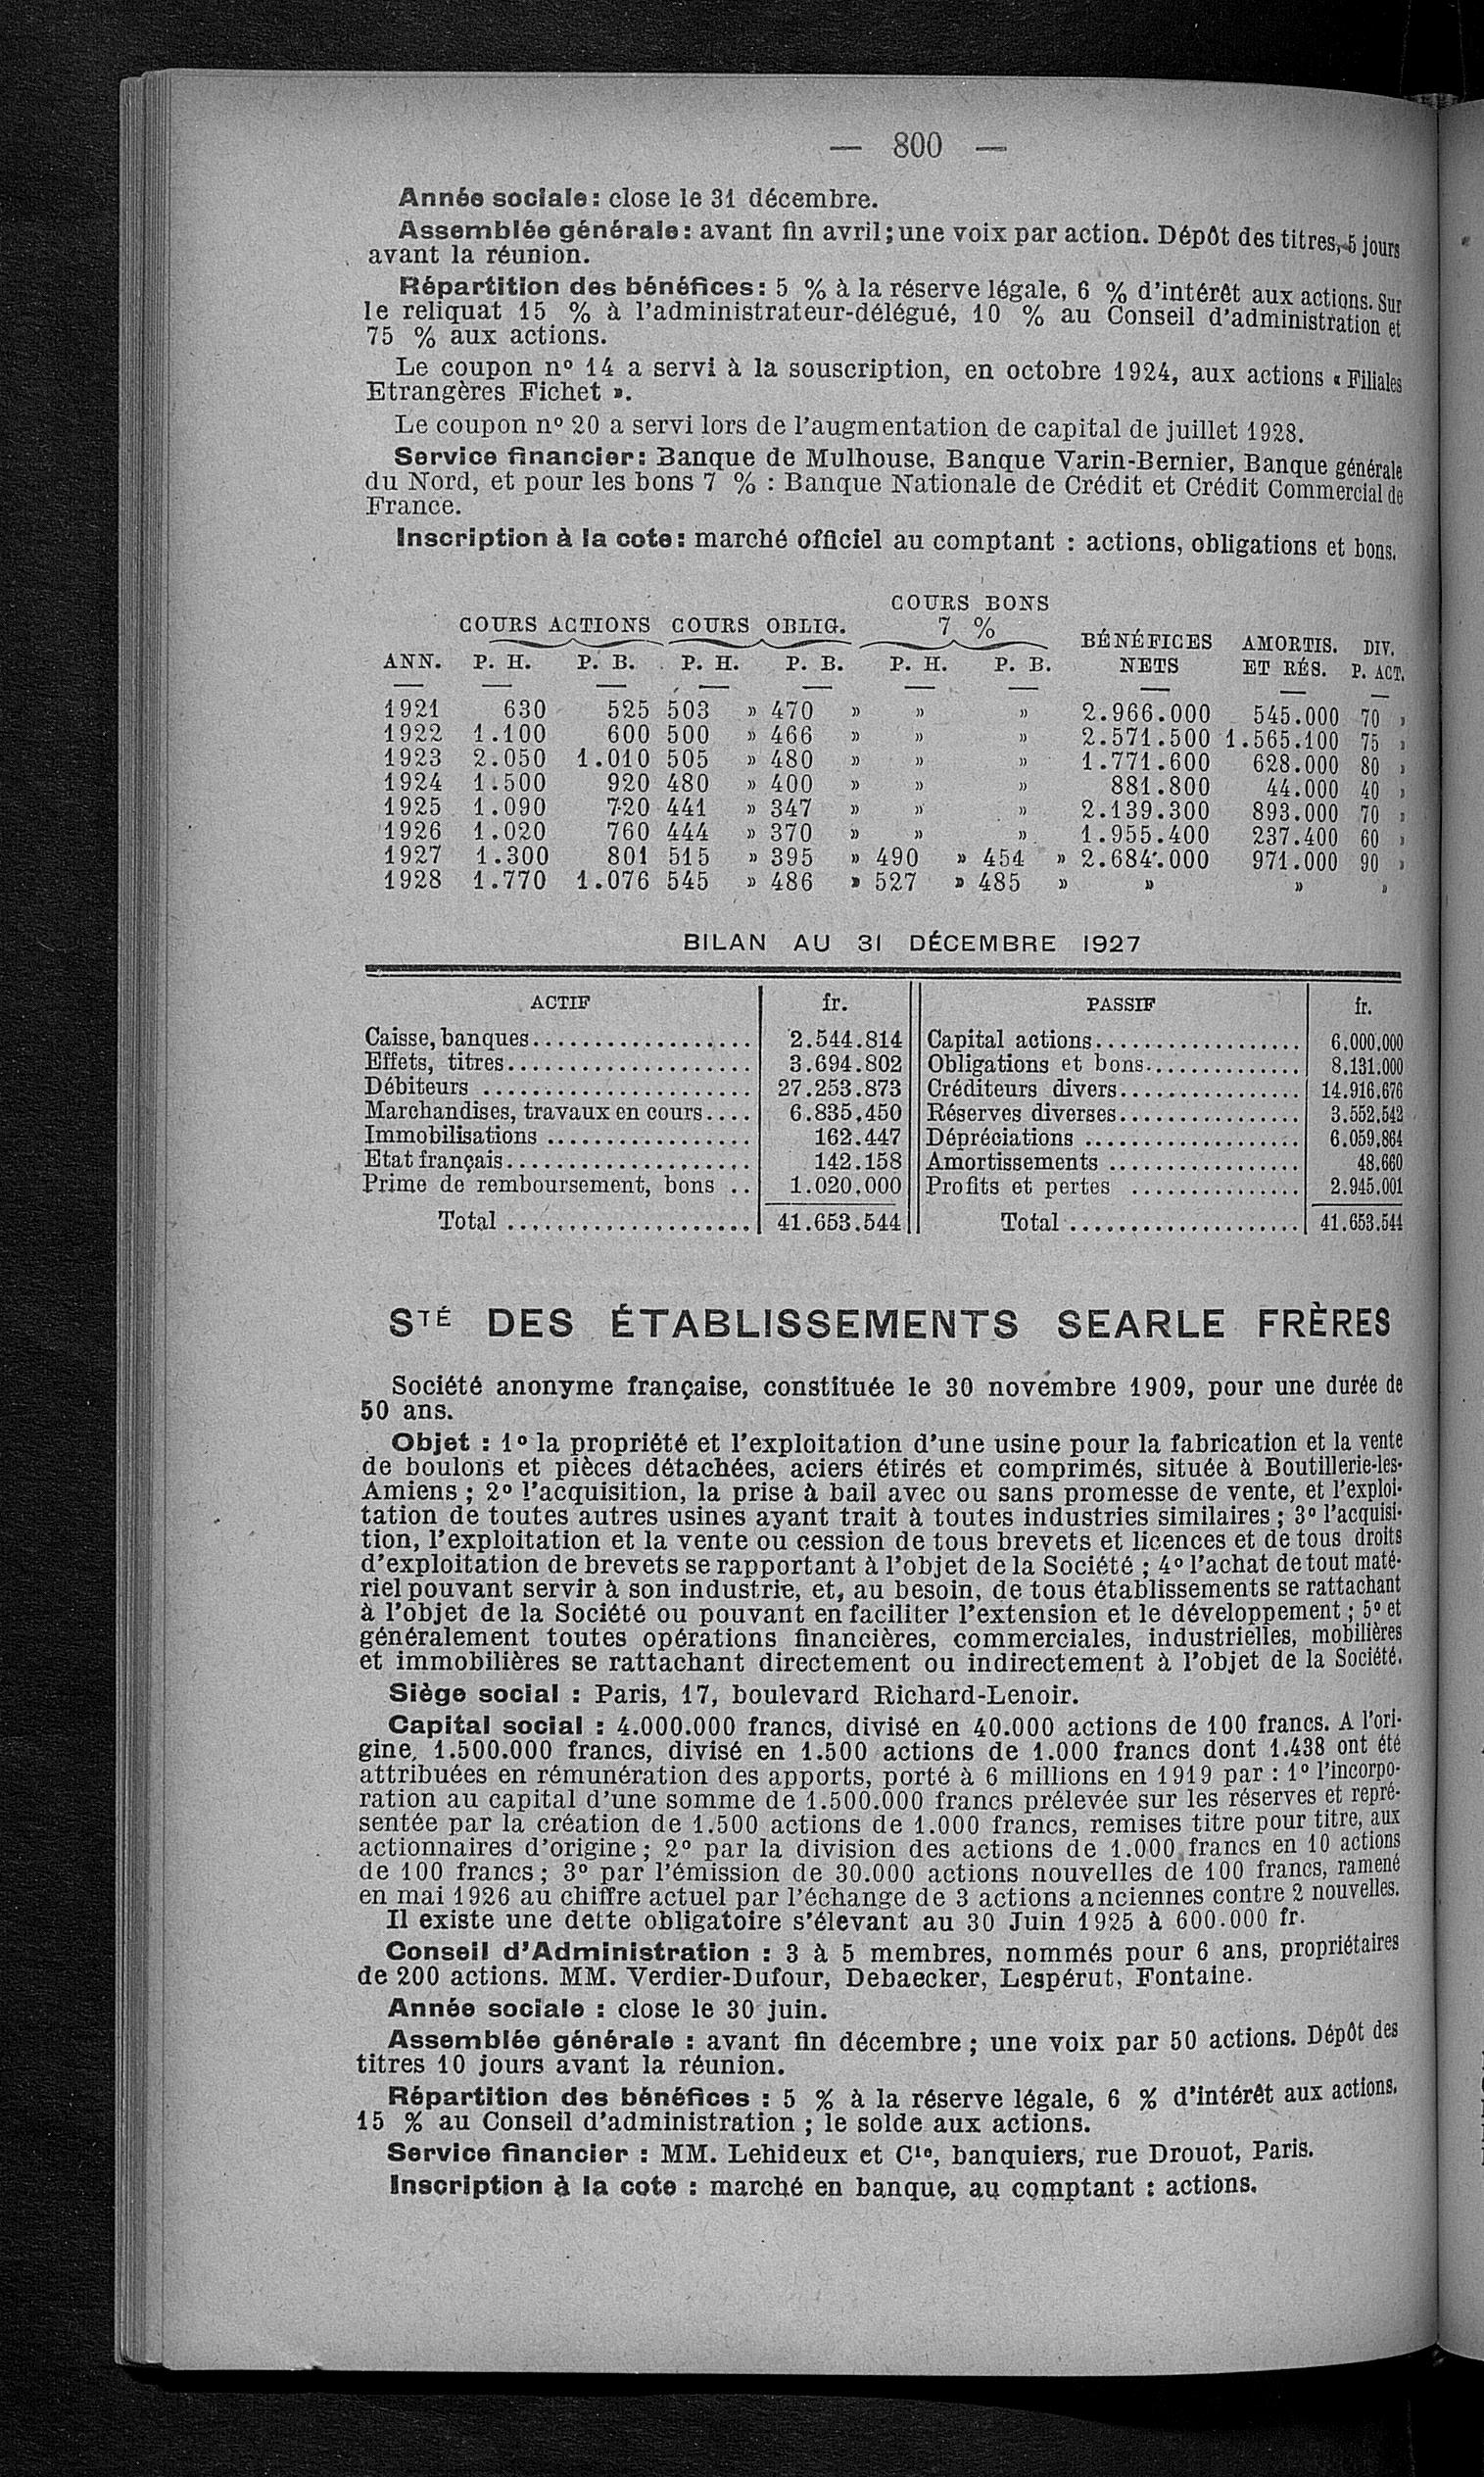 — 800 —
Année sociale: close le 31 décembre.
Assemblée générale: avant fin avril; une voix par action. Dépôt des titres, 5 jours
avant la réunion.
Répartition des bénéfices: 5 % à la réserve légale, 6 % d'intérêt aux actions. Sur
le reliquat 15 % à l'administrateur-délégué, 10 % au Conseil d'administration et
75 % aux actions.
Le coupon nº 14 a servi à la souscription, en octobre 1924, aux actions « Filiales
Etrangères Fichet ».
Le coupon nº 20 a servi lors de l'augmentation de capital de juillet 1928.
Service financier: Banque de Mulhouse, Banque Varin-Bernier, Banque générale
du Nord, et pour les bons 7 % : Banque Nationale de Crédit et Crédit Commercial de
France.
Inscription à la cote: marché officiel au comptant : actions, obligations et bons.
COURS BONS
COURS ACTIONS COURS OBLIG. 7 % BÉNÉFICES AMORTIS. DIV.
ANN. P. H. P. B. P. H. P. B. P. H. P. B. NETS ET RÉS. P. ACT.
1921 630 525 503 » 470 » » » 2.966.000 545.000 70 »
1922 1.100 600 500 » 466 » » » 2.571.500 1.565.100 75 »
1923 2.050 1.010 505 » 480 » » » 1.771.600 628.000 80 »
1924 1.500 920 480 » 400 » » » 881.800 44.000 40 »
1925 1.090 720 441 » 347 » » » 2.139.300 893.000 70 »
1926 1.020 760 444 » 370 » » » 1.955.400 237.400 60 »
1927 1.300 801 515 » 395 » 490 » 454 » 2.684.000 971.000 90 »
1928 1.770 1.076 545 » 486 » 527 » 485 » » » »
BILAN AU 31 DÉCEMBRE 1927
ACTIF fr. PASSIF fr.
Caisse, banques.................. 2.544.814 Capital actions.................. 6.000.000
Effets, titres..................... 3.694.802 Obligations et bons.............. 8.131.000
Débiteurs ...................... 27.253.873 Créditeurs divers................ 14.916.676
Marchandises, travaux en cours.... 6.835.450 Réserves diverses................ 3.552.542
Immobilisations ................. 162.447 Dépréciations ................... 6.059.864
Etat français.................... 142.158 Amortissements ................. 48.660
Prime de remboursement, bons .. 1.020.000 Profits et pertes ............... 2.945.001
Total .................... 41.653.544 Total .................... 41.653.544
STÉ DES ÉTABLISSEMENTS SEARLE FRÈRES
Société anonyme française, constituée le 30 novembre 1909, pour une durée de
50 ans.
Objet : 1º la propriété et l'exploitation d'une usine pour la fabrication et la vente
de boulons et pièces détachées, aciers étirés et comprimés, située à Boutillerie-les-
Amiens ; 2º l'acquisition, la prise à bail avec ou sans promesse de vente, et l'exploi-
tation de toutes autres usines ayant trait à toutes industries similaires ; 3º l'acquisi-
tion, l'exploitation et la vente ou cession de tous brevets et licences et de tous droits
d'exploitation de brevets se rapportant à l'objet de la Société ; 4º l'achat de tout maté-
riel pouvant servir à son industrie, et, au besoin, de tous établissements se rattachant
à l'objet de la Société ou pouvant en faciliter l'extension et le développement ; 5º et
généralement toutes opérations financières, commerciales, industrielles, mobilières
et immobilières se rattachant directement ou indirectement à l'objet de la Société.
Siège social : Paris, 17, boulevard Richard-Lenoir.
Capital social : 4.000.000 francs, divisé en 40.000 actions de 100 francs. A l'ori-
gine, 1.500.000 francs, divisé en 1.500 actions de 1.000 francs dont 1.438 ont été
attribuées en rémunération des apports, porté à 6 millions en 1919 par : 1º l'incorpo-
ration au capital d'une somme de 1.500.000 francs prélevée sur les réserves et repré-
sentée par la création de 1.500 actions de 1.000 francs, remises titre pour titre, aux
actionnaires d'origine ; 2º par la division des actions de 1.000 francs en 10 actions
de 100 francs ; 3º par l'émission de 30.000 actions nouvelles de 100 francs, ramené
en mai 1926 au chiffre actuel par l'échange de 3 actions anciennes contre 2 nouvelles.
Il existe une dette obligatoire s'élevant au 30 Juin 1925 à 600.000 fr.
Conseil d'Administration : 3 à 5 membres, nommés pour 6 ans, propriétaires
de 200 actions. MM. Verdier-Dufour, Debaecker, Lespérut, Fontaine.
Année sociale : close le 30 juin.
Assemblée générale : avant fin décembre ; une voix par 50 actions. Dépôt des
titres 10 jours avant la réunion.
Répartition des bénéfices : 5 % à la réserve légale, 6 % d'intérêt aux actions.
15 % au Conseil d'administration ; le solde aux actions.
Service financier : MM. Lehideux et Cie, banquiers, rue Drouot, Paris.
Inscription à la cote : marché en banque, au comptant : actions.